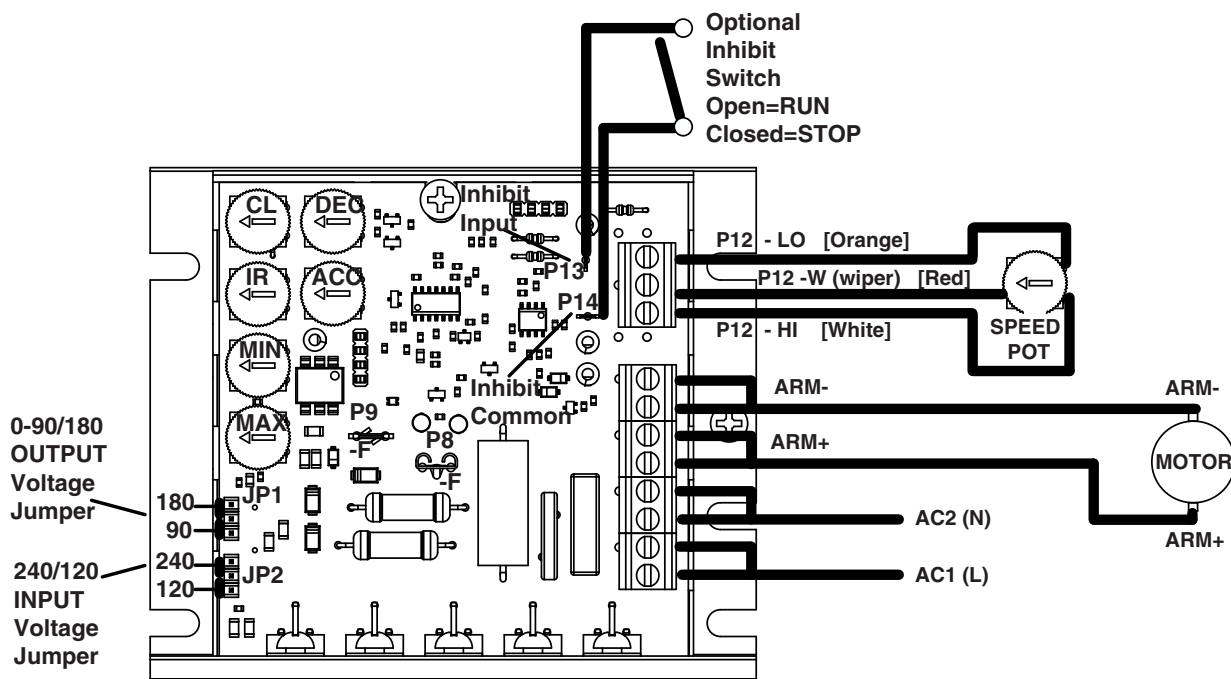 Optional
Inhibit
Switch
Open=RUN
Closed=STOP
CL
DEC
Inhibit
Input
P13
IR
ACC
P14
P12 - LO [Orange]
P12 -W (wiper) [Red]
P12 - HI [White]
SPEED
POT
MIN
MAX
Inhibit
Common
P9
-F
P8
-F
ARM-
ARM-
ARM+
MOTOR
ARM+
AC2 (N)
AC1 (L)
0-90/180
OUTPUT
Voltage
Jumper
180
JP1
90
240/120
INPUT
Voltage
Jumper
240
JP2
120